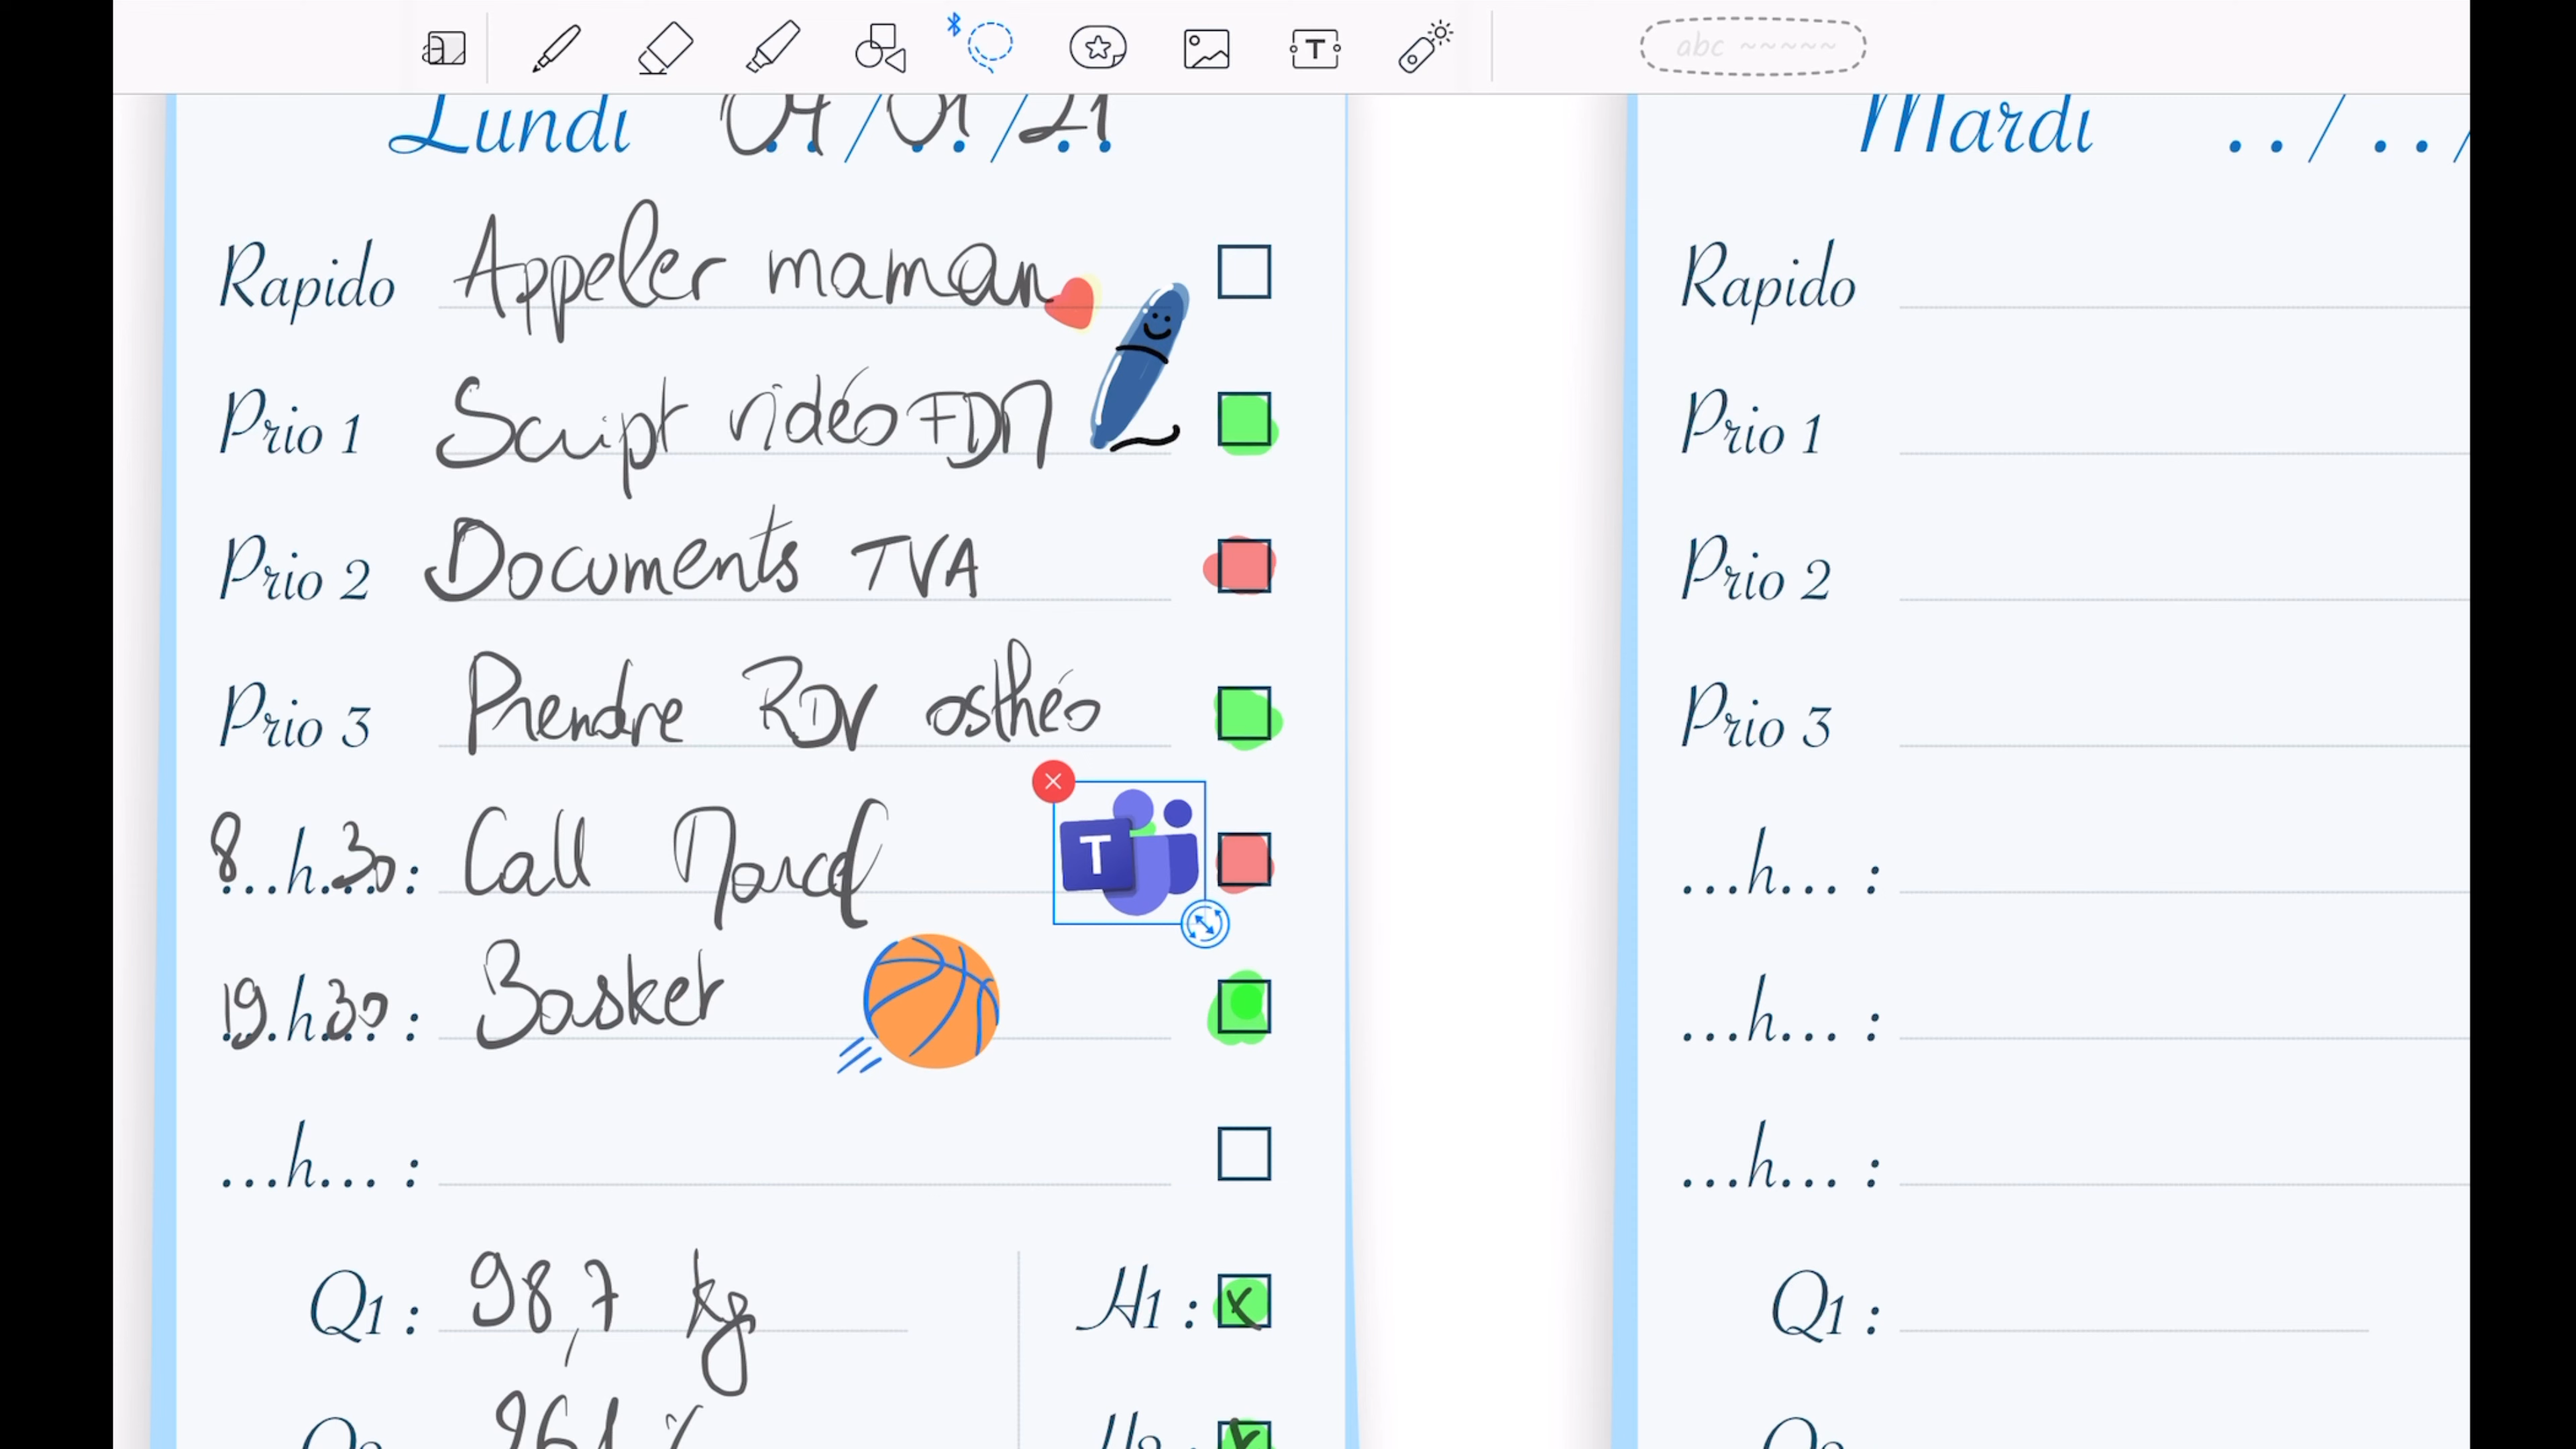 abc ~~~~~
Lundi 04/01/21
Rapido Appeler maman
Prio 1 Script vidéo FDM
Prio 2 Documents TVA
Prio 3 Prendre RDV osthéo
8...h.30.: Call Marcel
T
19.h30.: Basket
...h... :
Q1 : 98,7 kg H1 : x
Mardi ../../
Rapido
Prio 1
Prio 2
Prio 3
...h... :
...h... :
...h... :
Q1 :